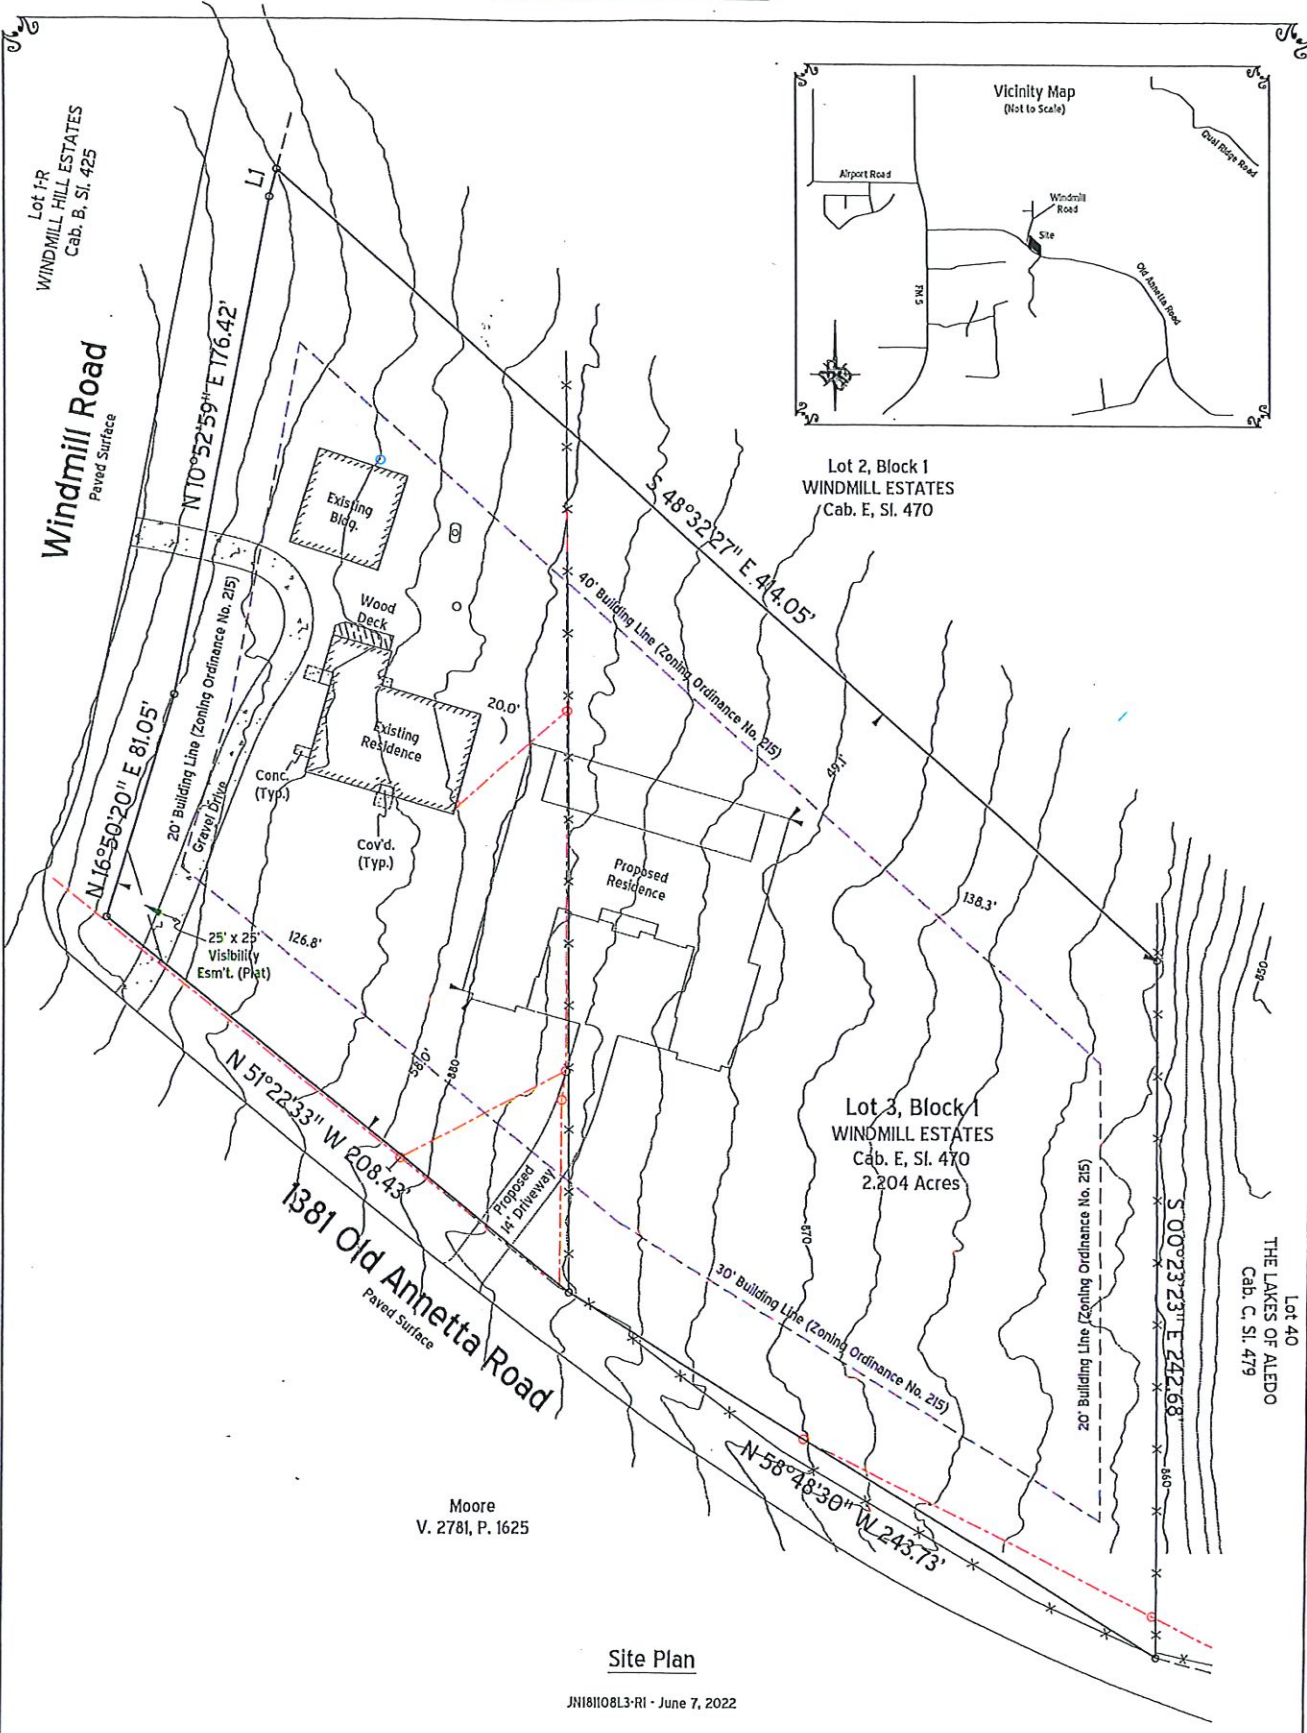 Vicinity Map
(Not to Scale)
Quail Ridge Road
Airport Road
Windmill
Road
Site
Old Annetta Road
FM 5
Lot 1-R
WINDMILL HILL ESTATES
Cab. B, Sl. 425
L1
Windmill Road
Paved Surface
N 10°52'59" E 176.42'
Lot 2, Block 1
WINDMILL ESTATES
Cab. E, Sl. 470
S 48°32'27" E 414.05'
Existing
Bldg.
40' Building Line (Zoning Ordinance No. 215)
Wood
Deck
20' Building Line (Zoning Ordinance No. 215)
20.0'
Existing
Residence
N 16°50'20" E 81.05'
Conc.
(Typ.)
Gravel Drive
Cov'd.
(Typ.)
49.1'
Proposed
Residence
138.3'
25' x 25'
Visibility
Esm't. (Plat)
126.8'
850
58.0'
880
N 51°22'33" W 208.43'
Lot 3, Block 1
WINDMILL ESTATES
Cab. E, Sl. 470
2.204 Acres
Proposed
14' Driveway
1381 Old Annetta Road
Paved Surface
870
30' Building Line (Zoning Ordinance No. 215)
20' Building Line (Zoning Ordinance No. 215)
S 00°23'23" E 242.68'
Lot 40
THE LAKES OF ALEDO
Cab. C, Sl. 479
860
N 58°48'30" W 243.73'
Moore
V. 2781, P. 1625
Site Plan
JN181108L3-R1 - June 7, 2022